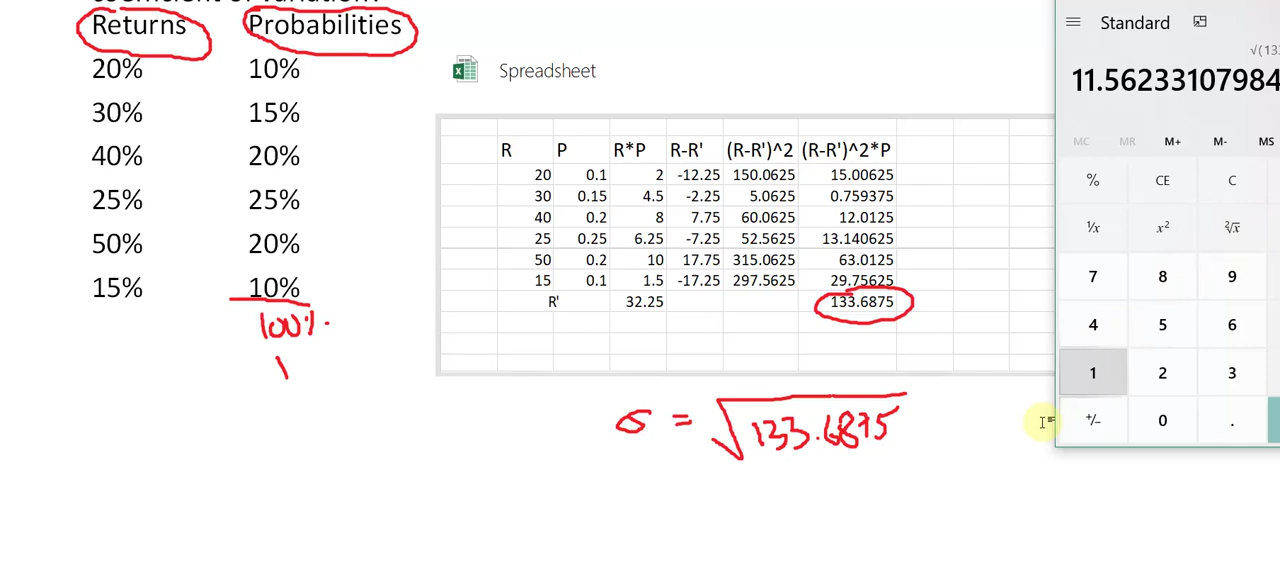 coefficient of variation?
Returns Probabilities
20% 10%
30% 15%
40% 20%
25% 25%
50% 20%
15% 10%
100%
Spreadsheet
R P R*P R-R' (R-R')^2 (R-R')^2*P
20 0.1 2 -12.25 150.0625 15.00625
30 0.15 4.5 -2.25 5.0625 0.759375
40 0.2 8 7.75 60.0625 12.0125
25 0.25 6.25 -7.25 52.5625 13.140625
50 0.2 10 17.75 315.0625 63.0125
15 0.1 1.5 -17.25 297.5625 29.75625
R' 32.25 133.6875
σ = √133.6875
Standard
√(13
11.56233107984
MC MR M+ M- MS
% CE C
¹/x x² ²√x
7 8 9
4 5 6
1 2 3
+/- 0 .